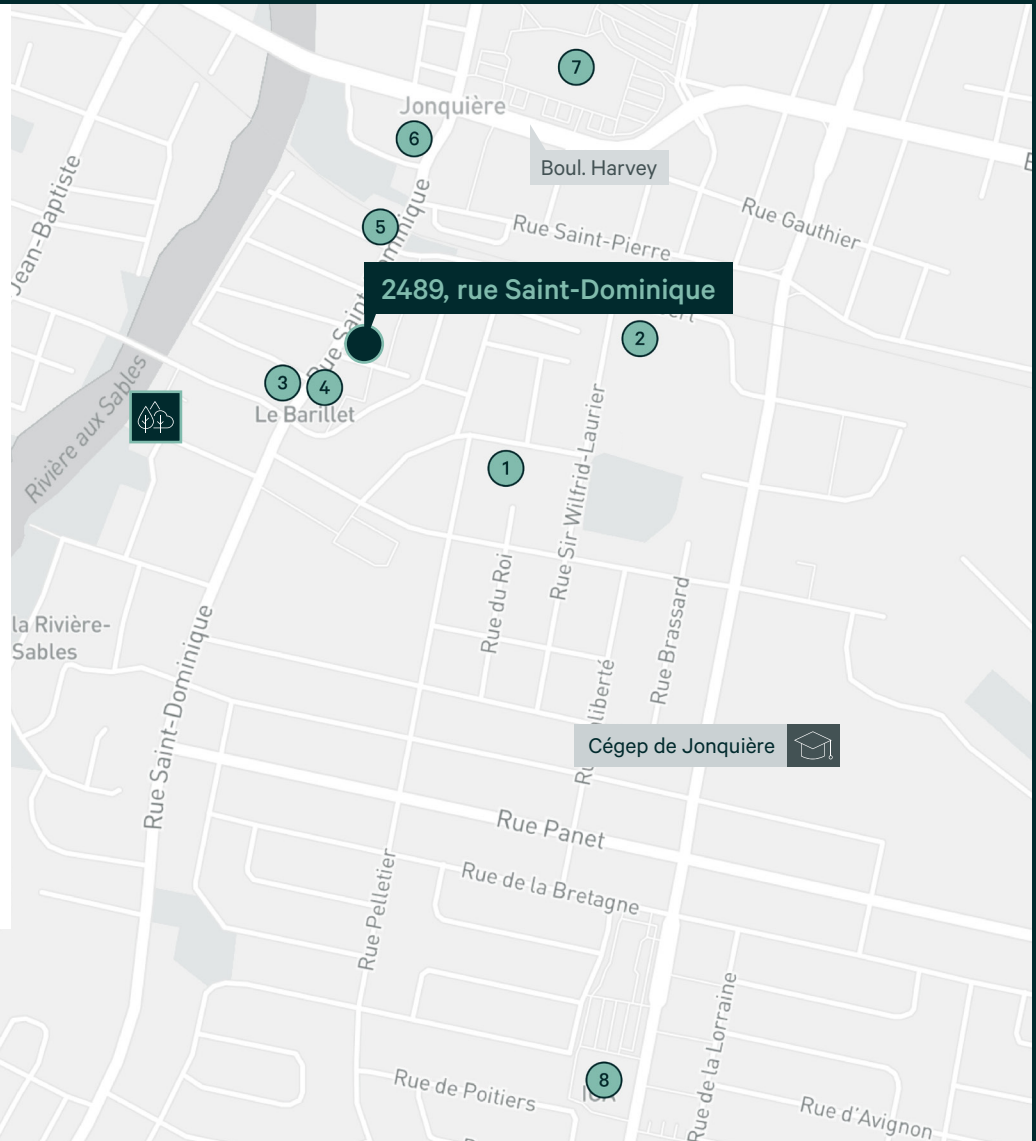 7
Jonquière
6
Boul. Harvey
Jean-Baptiste
Rue Gauthier
5
Rue Saint-Pierre
2489, rue Saint-Dominique
2
3
4
Le Barillet
Rivière aux Sables
1
Rue Sir Wilfrid-Laurier
Rue du Roi
Rue Brassard
la Rivière-
Sables
Rue Saint-Dominique
Cégep de Jonquière
Rue Panet
Rue de la Bretagne
Rue Pelletier
Rue de la Lorraine
8
Rue de Poitiers
Rue d'Avignon